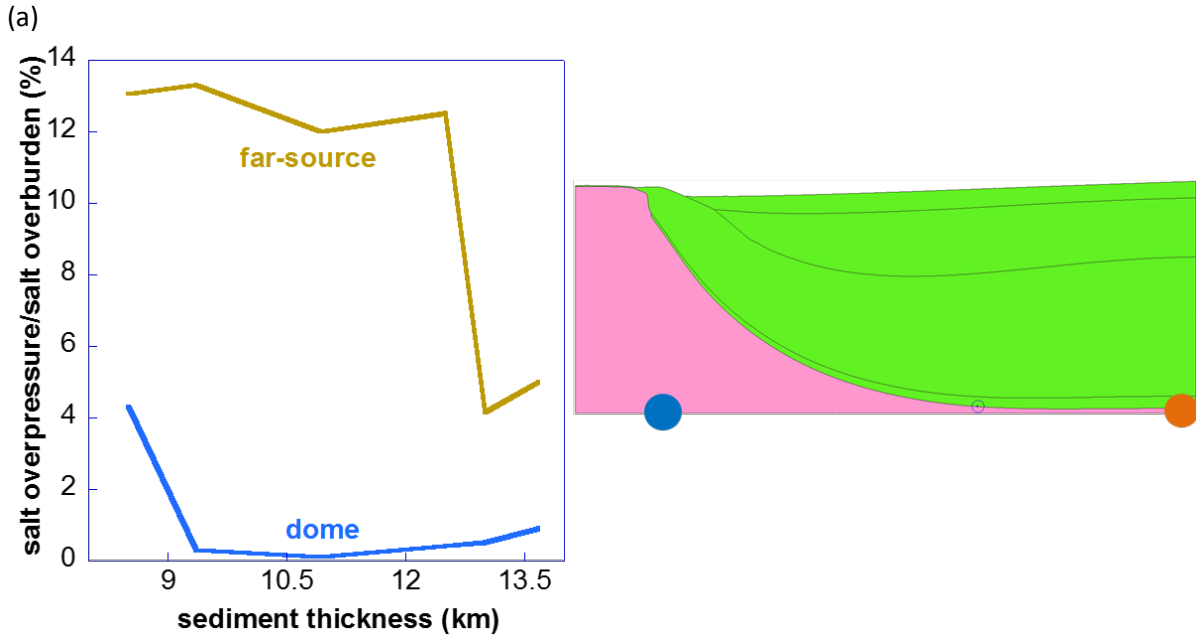 (a)
salt overpressure/salt overburden (%)
14
12
10
8
6
4
2
0
far-source
dome
9
10.5
12
13.5
sediment thickness (km)